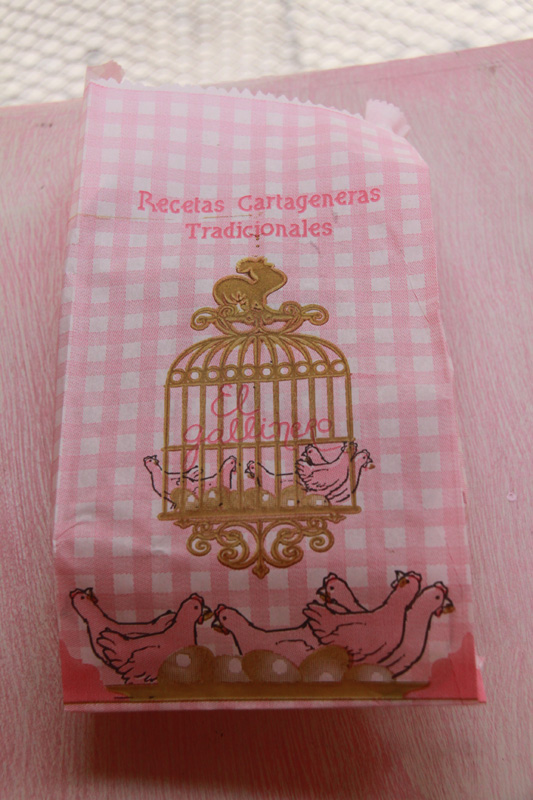 Recetas Cartageneras
Tradicionales
El
gallinero